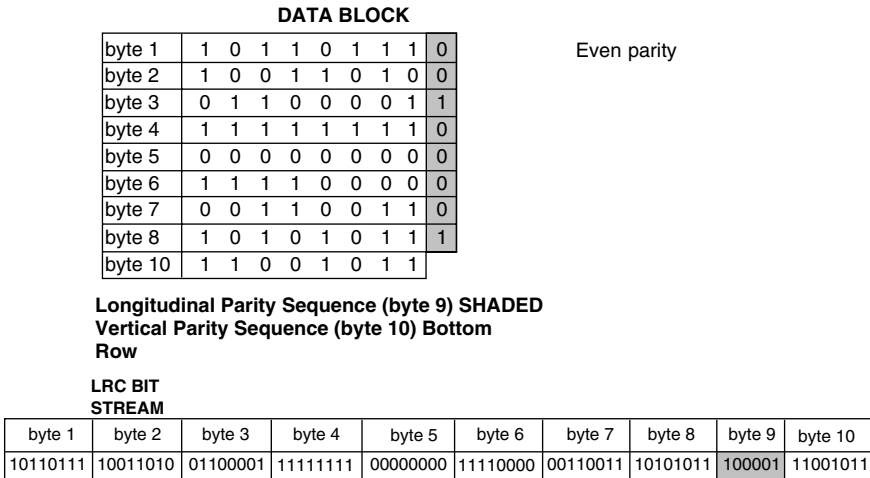 DATA BLOCK
byte 1 1 0 1 1 0 1 1 1 0 Even parity
byte 2 1 0 0 1 1 0 1 0 0
byte 3 0 1 1 0 0 0 0 1 1
byte 4 1 1 1 1 1 1 1 1 0
byte 5 0 0 0 0 0 0 0 0 0
byte 6 1 1 1 1 0 0 0 0 0
byte 7 0 0 1 1 0 0 1 1 0
byte 8 1 0 1 0 1 0 1 1 1
byte 10 1 1 0 0 1 0 1 1
Longitudinal Parity Sequence (byte 9) SHADED
Vertical Parity Sequence (byte 10) Bottom
Row
LRC BIT
STREAM
byte 1 byte 2 byte 3 byte 4 byte 5 byte 6 byte 7 byte 8 byte 9 byte 10
10110111 10011010 01100001 11111111 00000000 11110000 00110011 10101011 100001 11001011